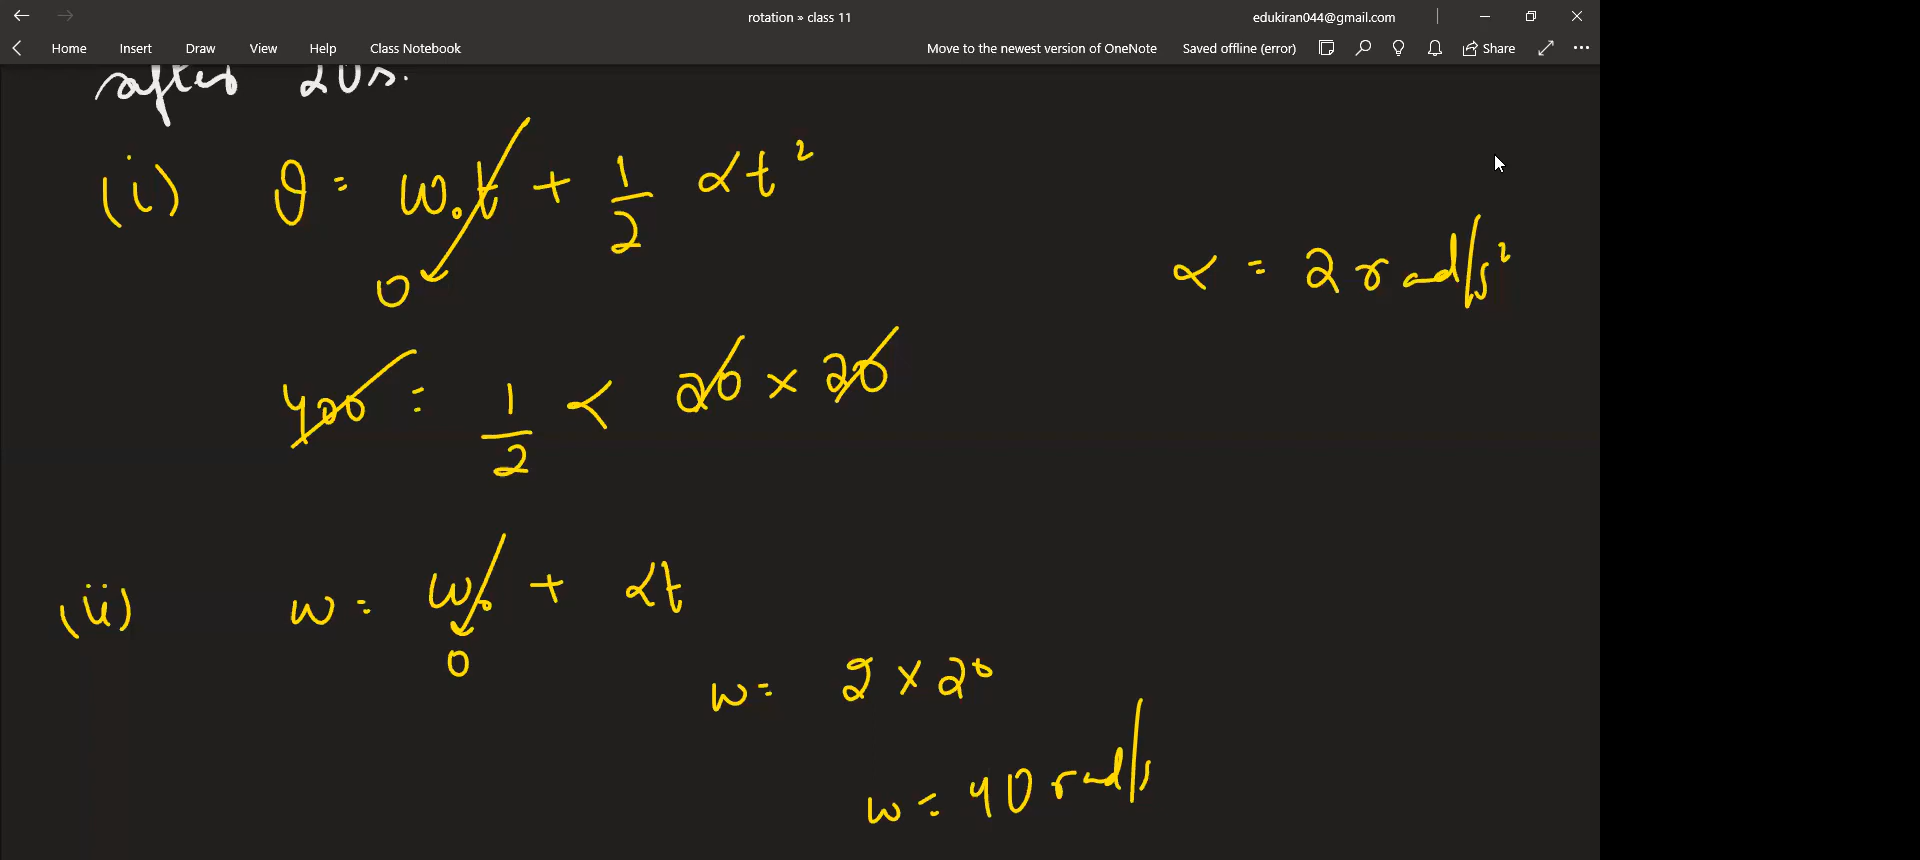 rotation » class 11
edukiran044@gmail.com
Home Insert Draw View Help Class Notebook
Move to the newest version of OneNote Saved offline (error) Share
after 20s.
(i) θ = ω₀t + 1/2 αt²
0
α = 2 rad/s²
400 = 1/2 α 20 × 20
(ii) ω = ω₀ + αt
0
ω = 2 × 20
ω = 40 rad/s